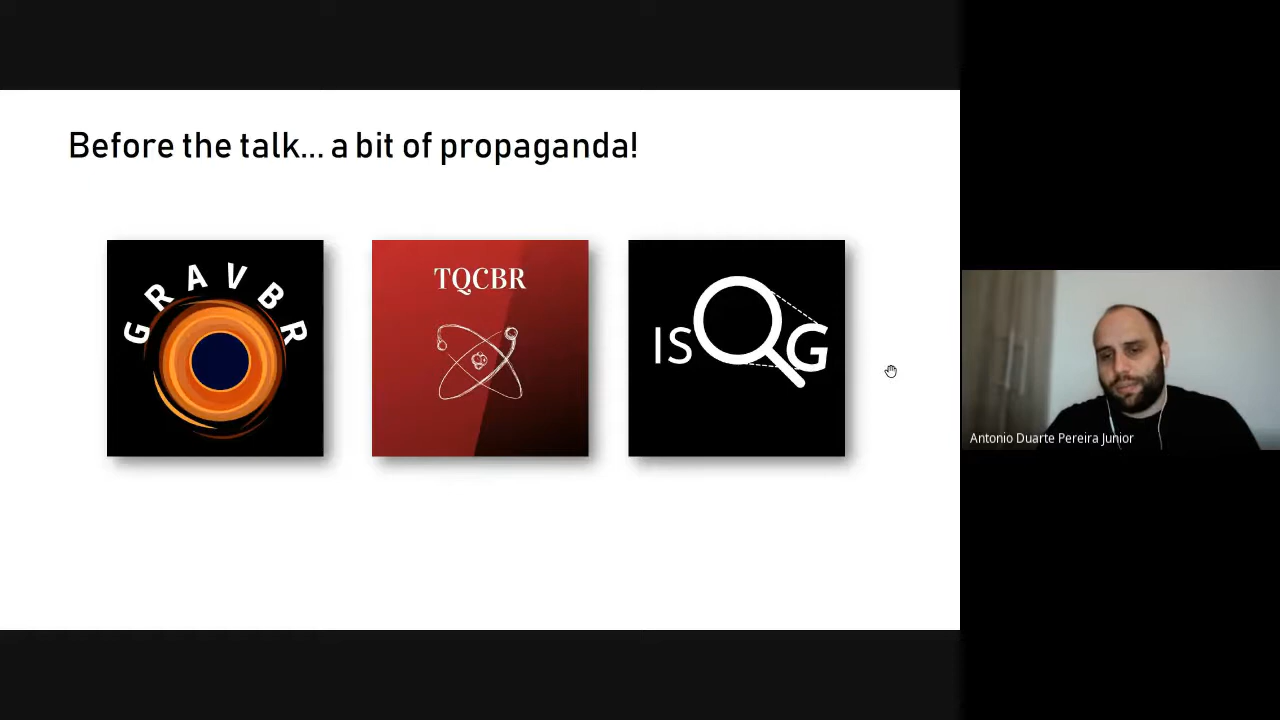 Before the talk... a bit of propaganda!
GRAVBR
TQCBR
ISQG
Antonio Duarte Pereira Junior